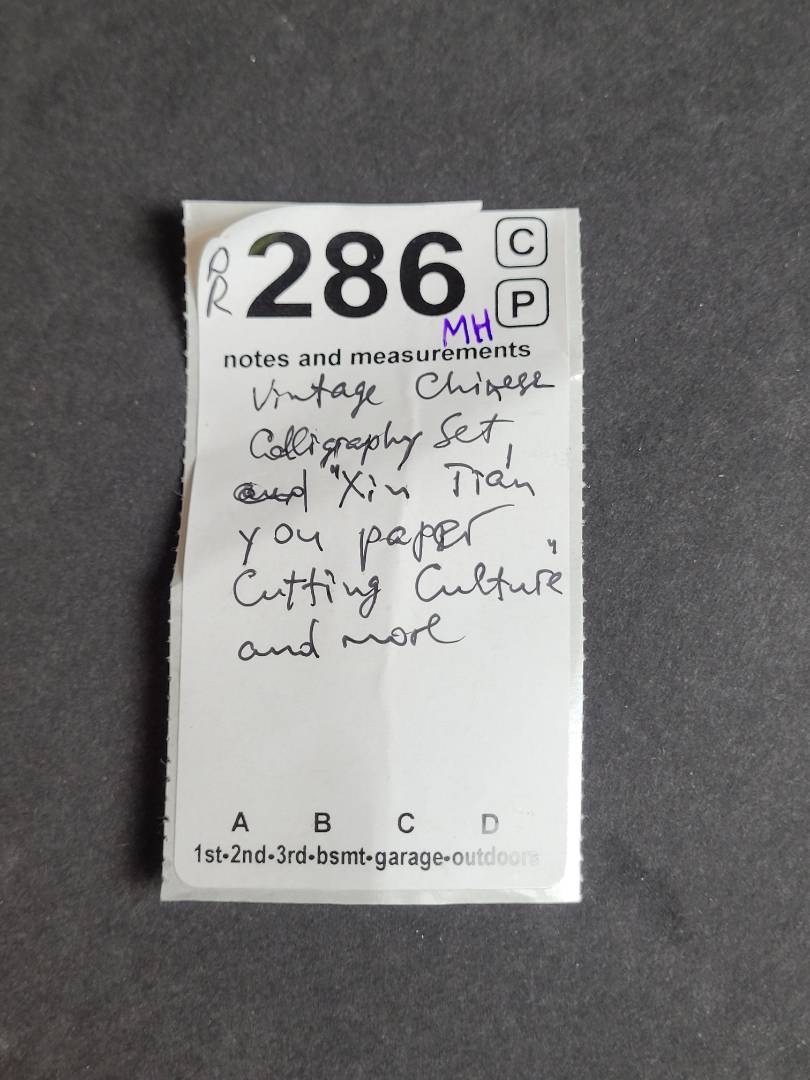 DR 286 C
P
MH
notes and measurements
Vintage Chinese
Calligraphy Set,
and "Xin Tian
you paper
Cutting Culture"
and more
A B C D
1st•2nd•3rd•bsmt•garage•outdoors